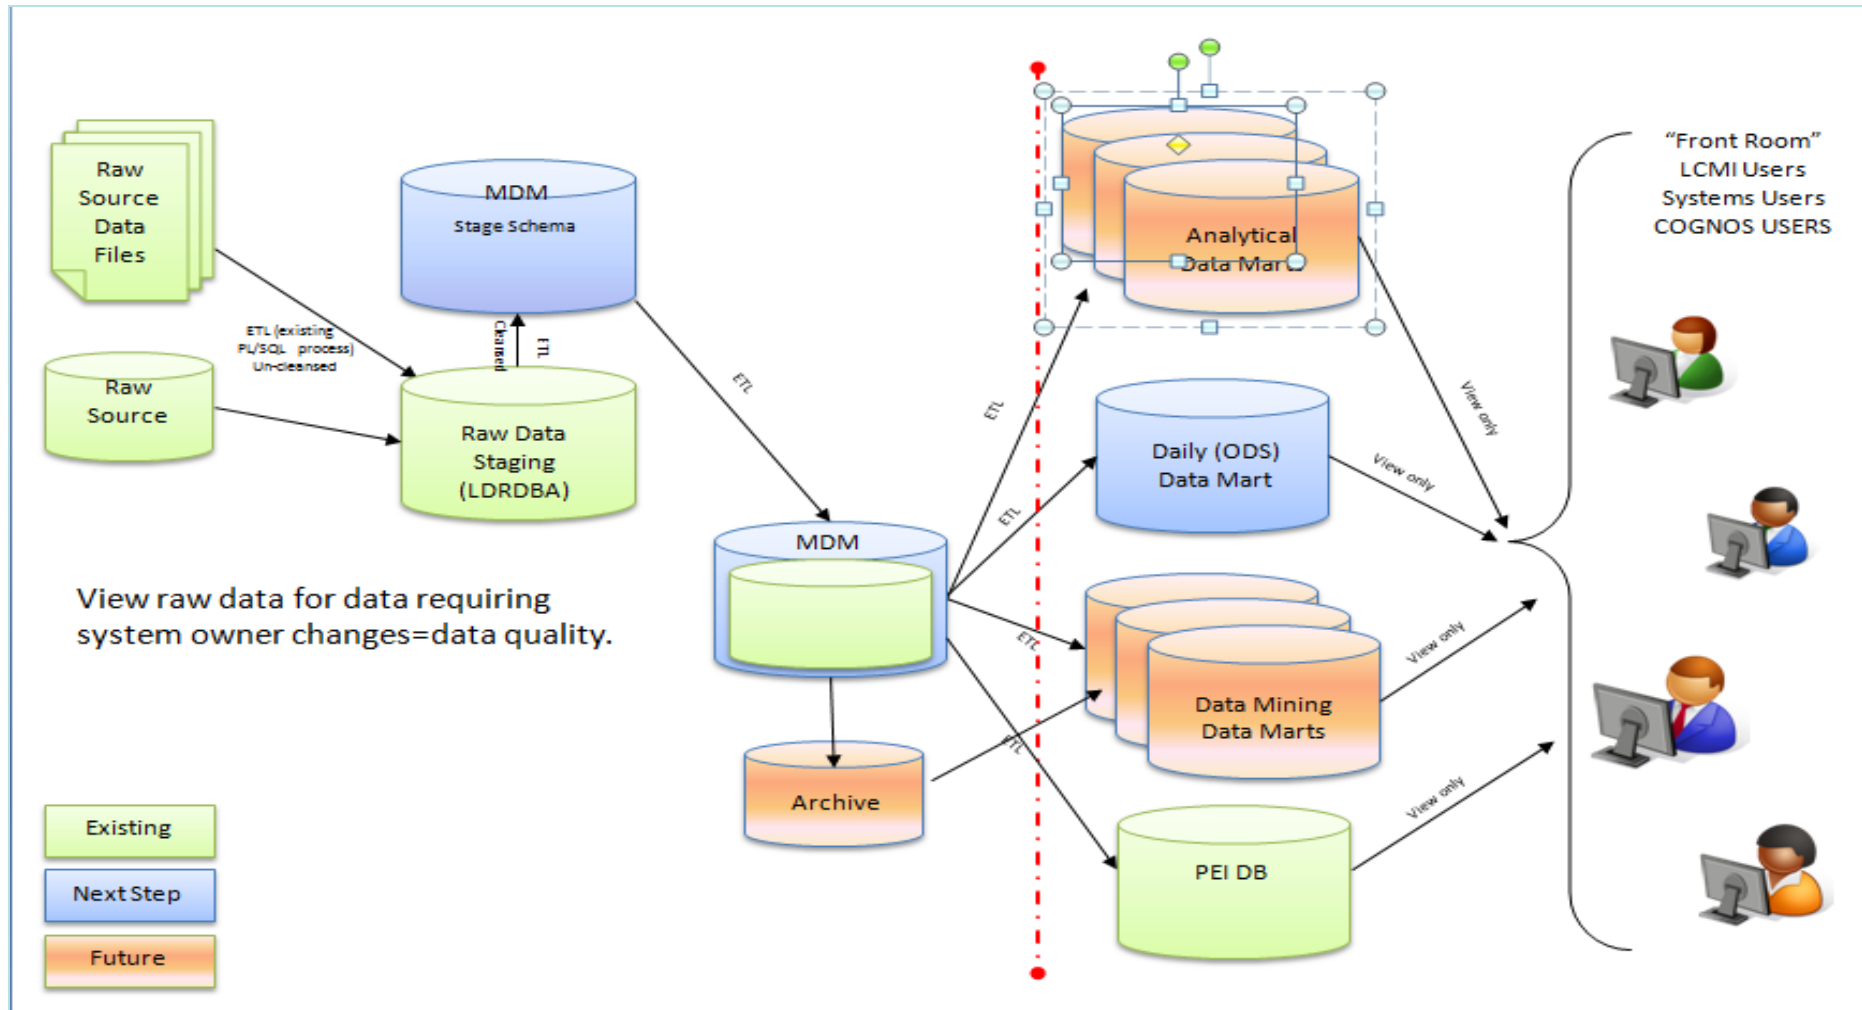 Raw
Source
Data
Files
Raw
Source
ETL (existing
PL/SQL process)
Un-cleansed
MDM
Stage Schema
Cleansed
ETL
Raw Data
Staging
(LDRDBA)
ETL
MDM
Archive
ETL
ETL
ETL
ETL
Analytical
Data Marts
Daily (ODS)
Data Mart
Data Mining
Data Marts
PEI DB
View only
View only
View only
View only
"Front Room"
LCMI Users
Systems Users
COGNOS USERS
View raw data for data requiring
system owner changes=data quality.
Existing
Next Step
Future